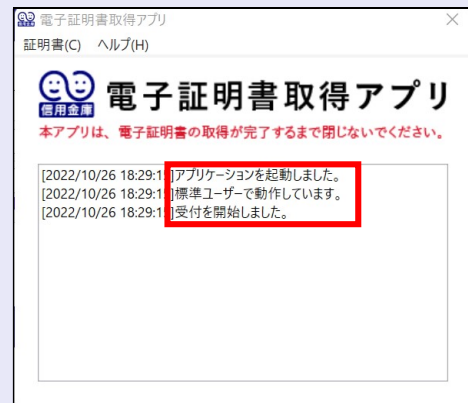 電子証明書取得アプリ
証明書(C) ヘルプ(H)
信用金庫
電子証明書取得アプリ
本アプリは、電子証明書の取得が完了するまで閉じないでください。
[2022/10/26 18:29:15]アプリケーションを起動しました。
[2022/10/26 18:29:15]標準ユーザーで動作しています。
[2022/10/26 18:29:1 ]受付を開始しました。